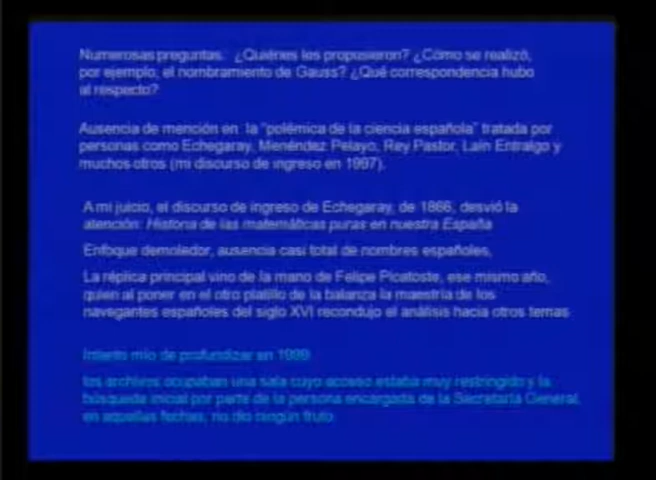 Numerosas preguntas: ¿Quiénes los propusieron? ¿Cómo se realizó,
por ejemplo, el nombramiento de Gauss? ¿Qué correspondencia hubo
al respecto?
Ausencia de mención en la "polémica de la ciencia española" tratada por
personas como Echegaray, Menéndez Pelayo, Rey Pastor, Laín Entralgo y
muchos otros (mi discurso de ingreso en 1997).
A mi juicio, el discurso de ingreso de Echegaray, de 1866, desvió la
atención: Historia de las matemáticas puras en nuestra España
Enfoque demoledor, ausencia casi total de nombres españoles,
La réplica principal vino de la mano de Felipe Picatoste, ese mismo año,
quien al poner en el otro platillo de la balanza la maestría de los
navegantes españoles del siglo XVI recondujo el análisis hacia otros temas
Intento mío de profundizar en 1999
los archivos ocupaban una sala cuyo acceso estaba muy restringido y la
búsqueda inicial por parte de la persona encargada de la Secretaría General,
en aquellas fechas, no dio ningún fruto